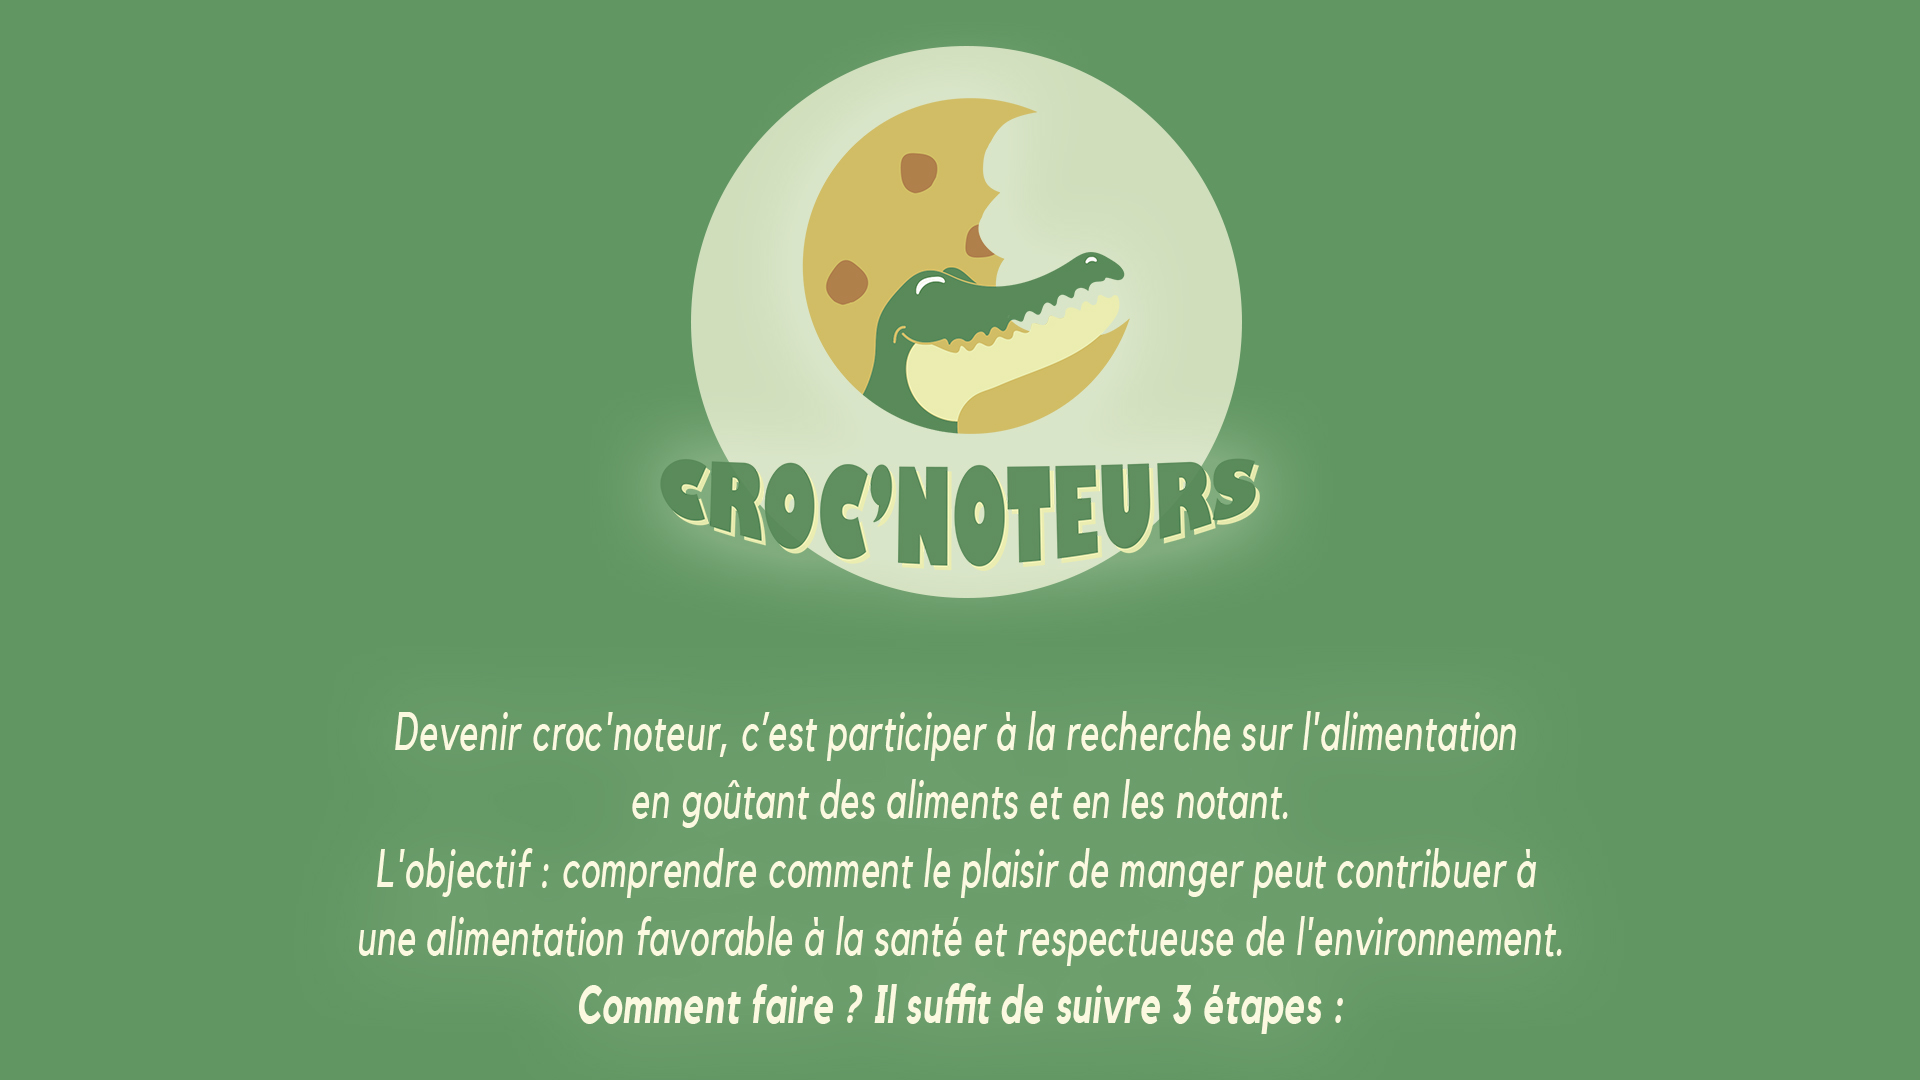 CROC'NOTEURS
Devenir croc'noteur, c’est participer à la recherche sur l'alimentation
en goûtant des aliments et en les notant.
L'objectif : comprendre comment le plaisir de manger peut contribuer à
une alimentation favorable à la santé et respectueuse de l'environnement.
Comment faire ? Il suffit de suivre 3 étapes :